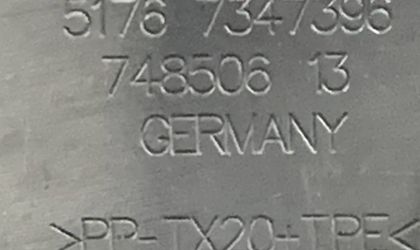 5176 7347396
748506 13
GERMANY
>PP-TX20+TPE<